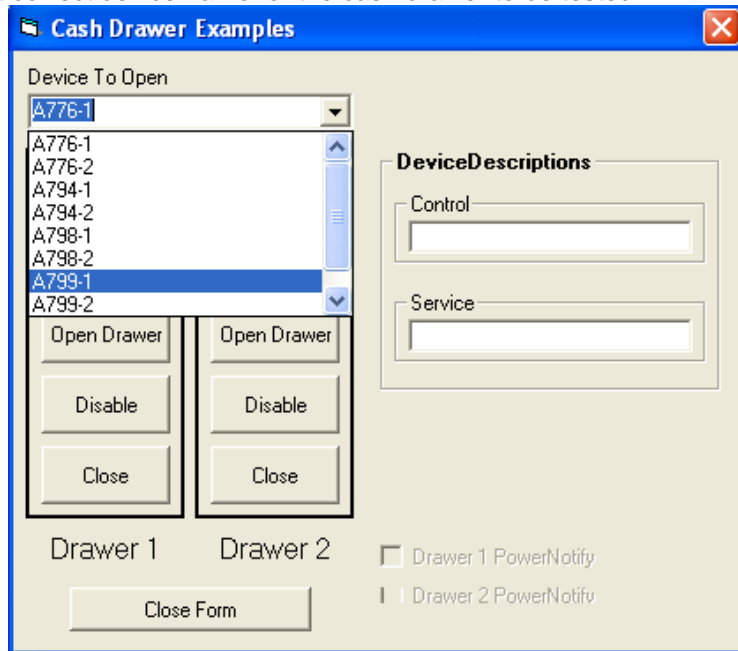 Cash Drawer Examples
Device To Open
A776-1
A776-1
A776-2
A794-1
A794-2
A798-1
A798-2
A799-1
A799-2
DeviceDescriptions
Control
Service
Open Drawer Open Drawer
Disable Disable
Close Close
Drawer 1 Drawer 2
Drawer 1 PowerNotify
Drawer 2 PowerNotify
Close Form